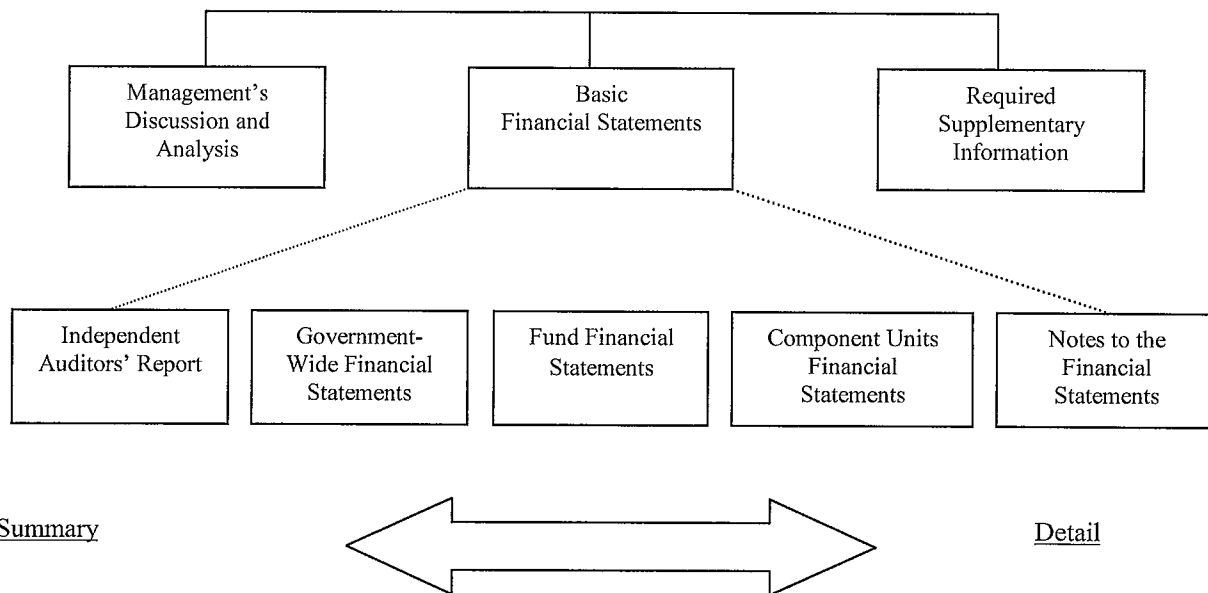 Management's
Discussion and
Analysis
Basic
Financial Statements
Required
Supplementary
Information
Independent
Auditors' Report
Government-
Wide Financial
Statements
Fund Financial
Statements
Component Units
Financial
Statements
Notes to the
Financial
Statements
Summary
Detail